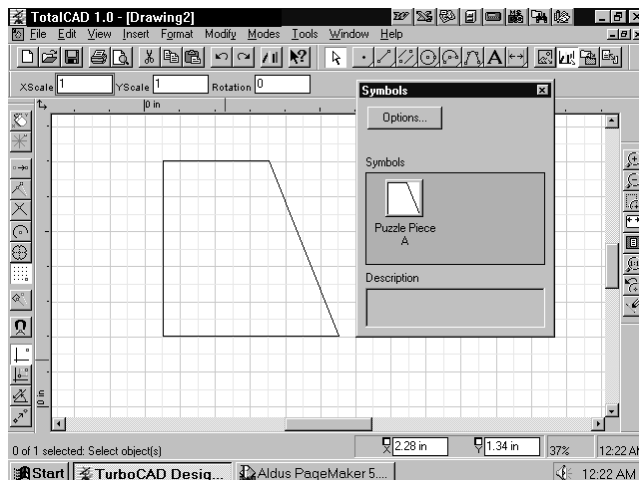 TotalCAD 1.0 - [Drawing2]
File Edit View Insert Format Modify Modes Tools Window Help
XScale 1 YScale 1 Rotation 0
0 in
Symbols
Options...
Symbols
Puzzle Piece
A
Description
0 in
0 of 1 selected: Select object(s) X 2.28 in Y 1.34 in 37% 12:22 AM
Start TurboCAD Desig... Aldus PageMaker 5.... 12:22 AM